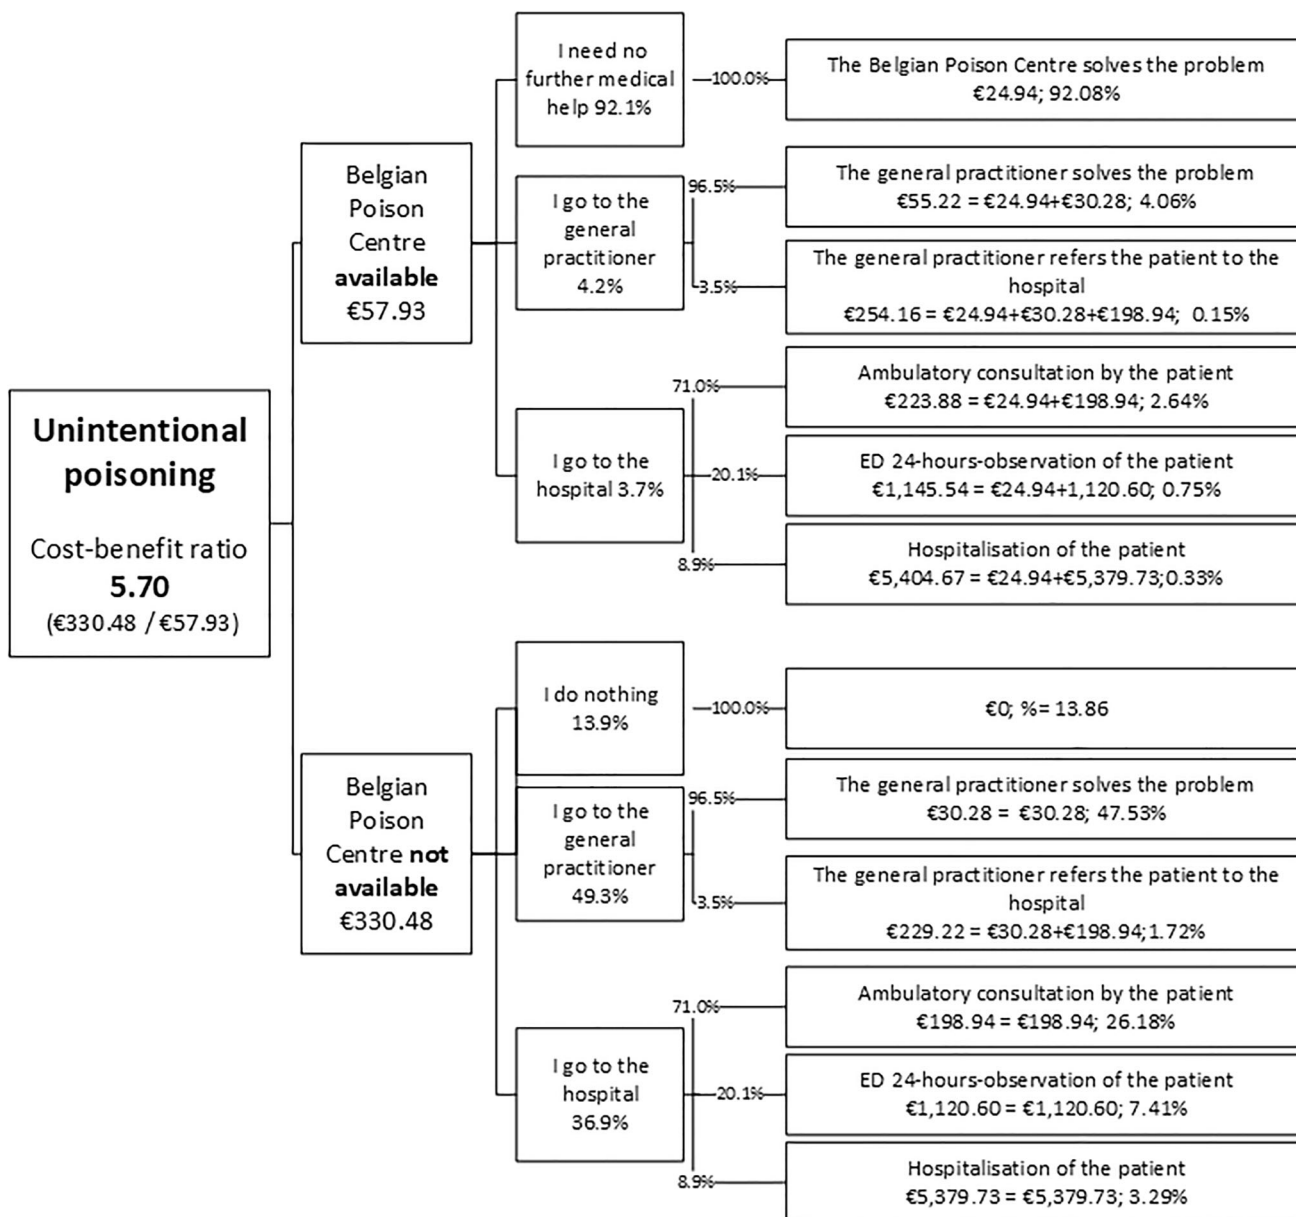 Unintentional
poisoning
Cost-benefit ratio
5.70
(€330.48 / €57.93)
Belgian
Poison
Centre
available
€57.93
I need no
further medical
help 92.1%
100.0%
The Belgian Poison Centre solves the problem
€24.94; 92.08%
I go to the
general
practitioner
4.2%
96.5%
The general practitioner solves the problem
€55.22 = €24.94+€30.28; 4.06%
3.5%
The general practitioner refers the patient to the
hospital
€254.16 = €24.94+€30.28+€198.94; 0.15%
I go to the
hospital 3.7%
71.0%
Ambulatory consultation by the patient
€223.88 = €24.94+€198.94; 2.64%
20.1%
ED 24-hours-observation of the patient
€1,145.54 = €24.94+1,120.60; 0.75%
8.9%
Hospitalisation of the patient
€5,404.67 = €24.94+€5,379.73;0.33%
Belgian
Poison
Centre not
available
€330.48
I do nothing
13.9%
100.0%
€0; %= 13.86
I go to the
general
practitioner
49.3%
96.5%
The general practitioner solves the problem
€30.28 = €30.28; 47.53%
3.5%
The general practitioner refers the patient to the
hospital
€229.22 = €30.28+€198.94;1.72%
I go to the
hospital
36.9%
71.0%
Ambulatory consultation by the patient
€198.94 = €198.94; 26.18%
20.1%
ED 24-hours-observation of the patient
€1,120.60 = €1,120.60; 7.41%
8.9%
Hospitalisation of the patient
€5,379.73 = €5,379.73; 3.29%